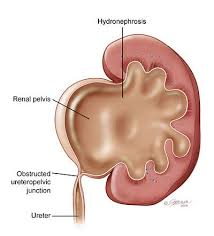 Hydronephrosis
Renal pelvis
Obstructed
ureteropelvic
junction
Ureter